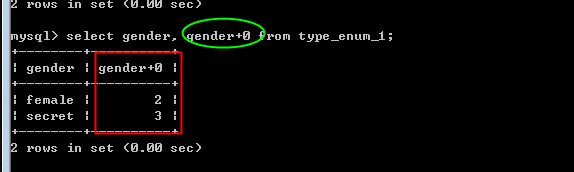 2 rows in set (0.00 sec)
mysql> select gender, gender+0 from type_enum_1;
+--------+----------+
| gender | gender+0 |
+--------+----------+
| female | 2 |
| secret | 3 |
+--------+----------+
2 rows in set (0.00 sec)